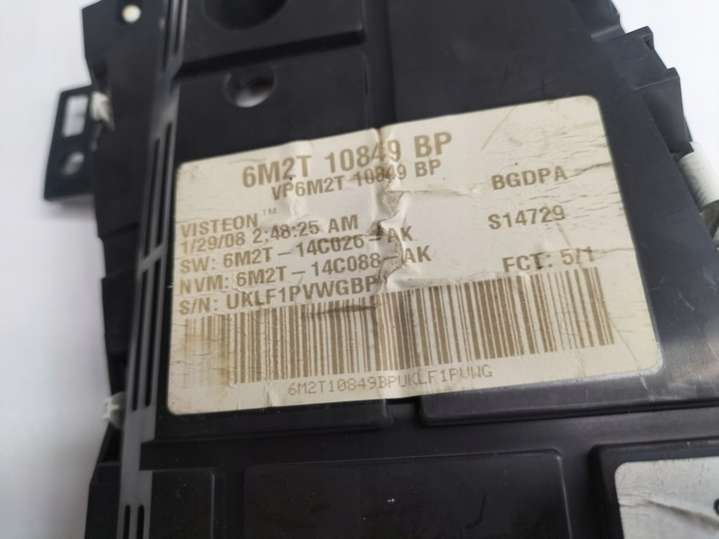 6M2T 10849 BP
VP6M2T 10849 BP
BGDPA
VISTEON™
1/29/08 2:48:25 AM
S14729
SW: 6M2T-14C026-AK
NVM: 6M2T-14C088-AK
FCT: 5/1
S/N: UKLF1PVWGBP
6M2T10849BPUKLF1PVWG